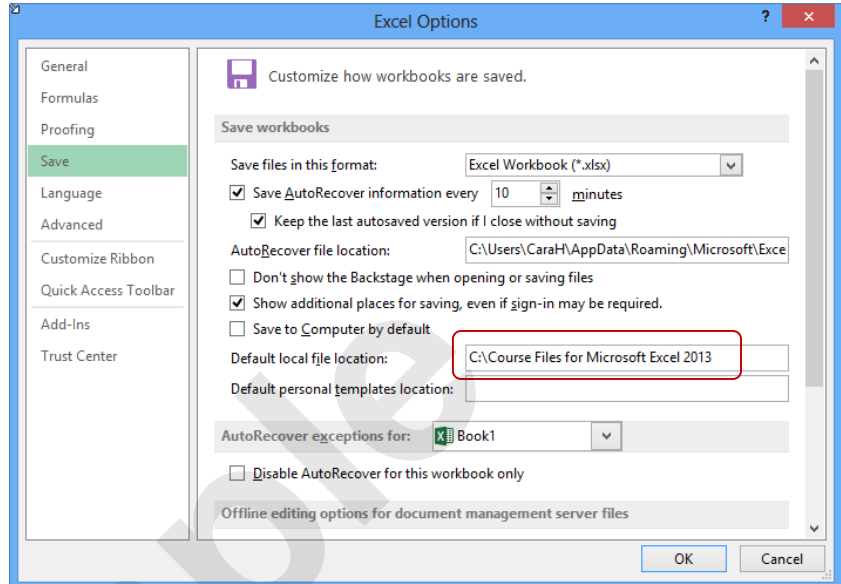 Excel Options
?
×
General
Formulas
Proofing
Save
Language
Advanced
Customize Ribbon
Quick Access Toolbar
Add-Ins
Trust Center
Customize how workbooks are saved.
Save workbooks
Save files in this format: Excel Workbook (*.xlsx)
Save AutoRecover information every 10 minutes
Keep the last autosaved version if I close without saving
AutoRecover file location: C:\Users\CaraH\AppData\Roaming\Microsoft\Exce
Don't show the Backstage when opening or saving files
Show additional places for saving, even if sign-in may be required.
Save to Computer by default
Default local file location: C:\Course Files for Microsoft Excel 2013
Default personal templates location:
AutoRecover exceptions for: Book1
Disable AutoRecover for this workbook only
Offline editing options for document management server files
OK Cancel